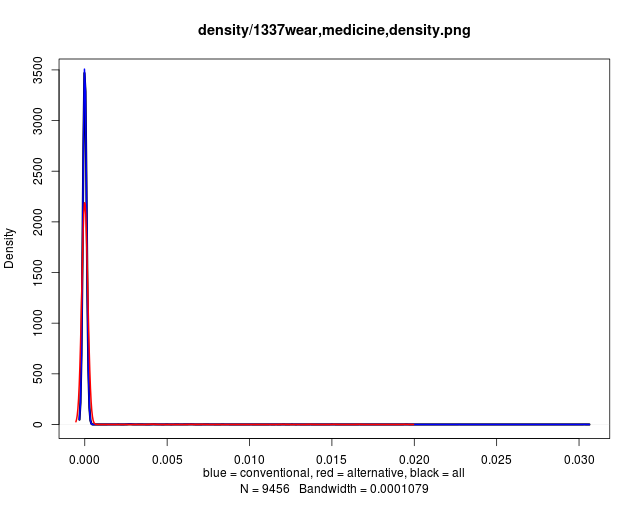 density/1337wear,medicine,density.png
Density
3500
3000
2500
2000
1500
1000
500
0
0.000 0.005 0.010 0.015 0.020 0.025 0.030
blue = conventional, red = alternative, black = all
N = 9456 Bandwidth = 0.0001079